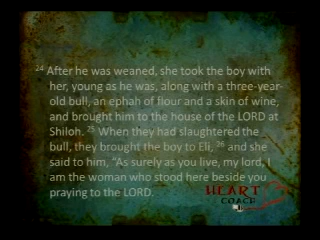 24 After he was weaned, she took the boy with
her, young as he was, along with a three-year-
old bull, an ephah of flour and a skin of wine,
and brought him to the house of the LORD at
Shiloh. 25 When they had slaughtered the
bull, they brought the boy to Eli, 26 and she
said to him, “As surely as you live, my lord, I
am the woman who stood here beside you
praying to the LORD.
HEART
COACH